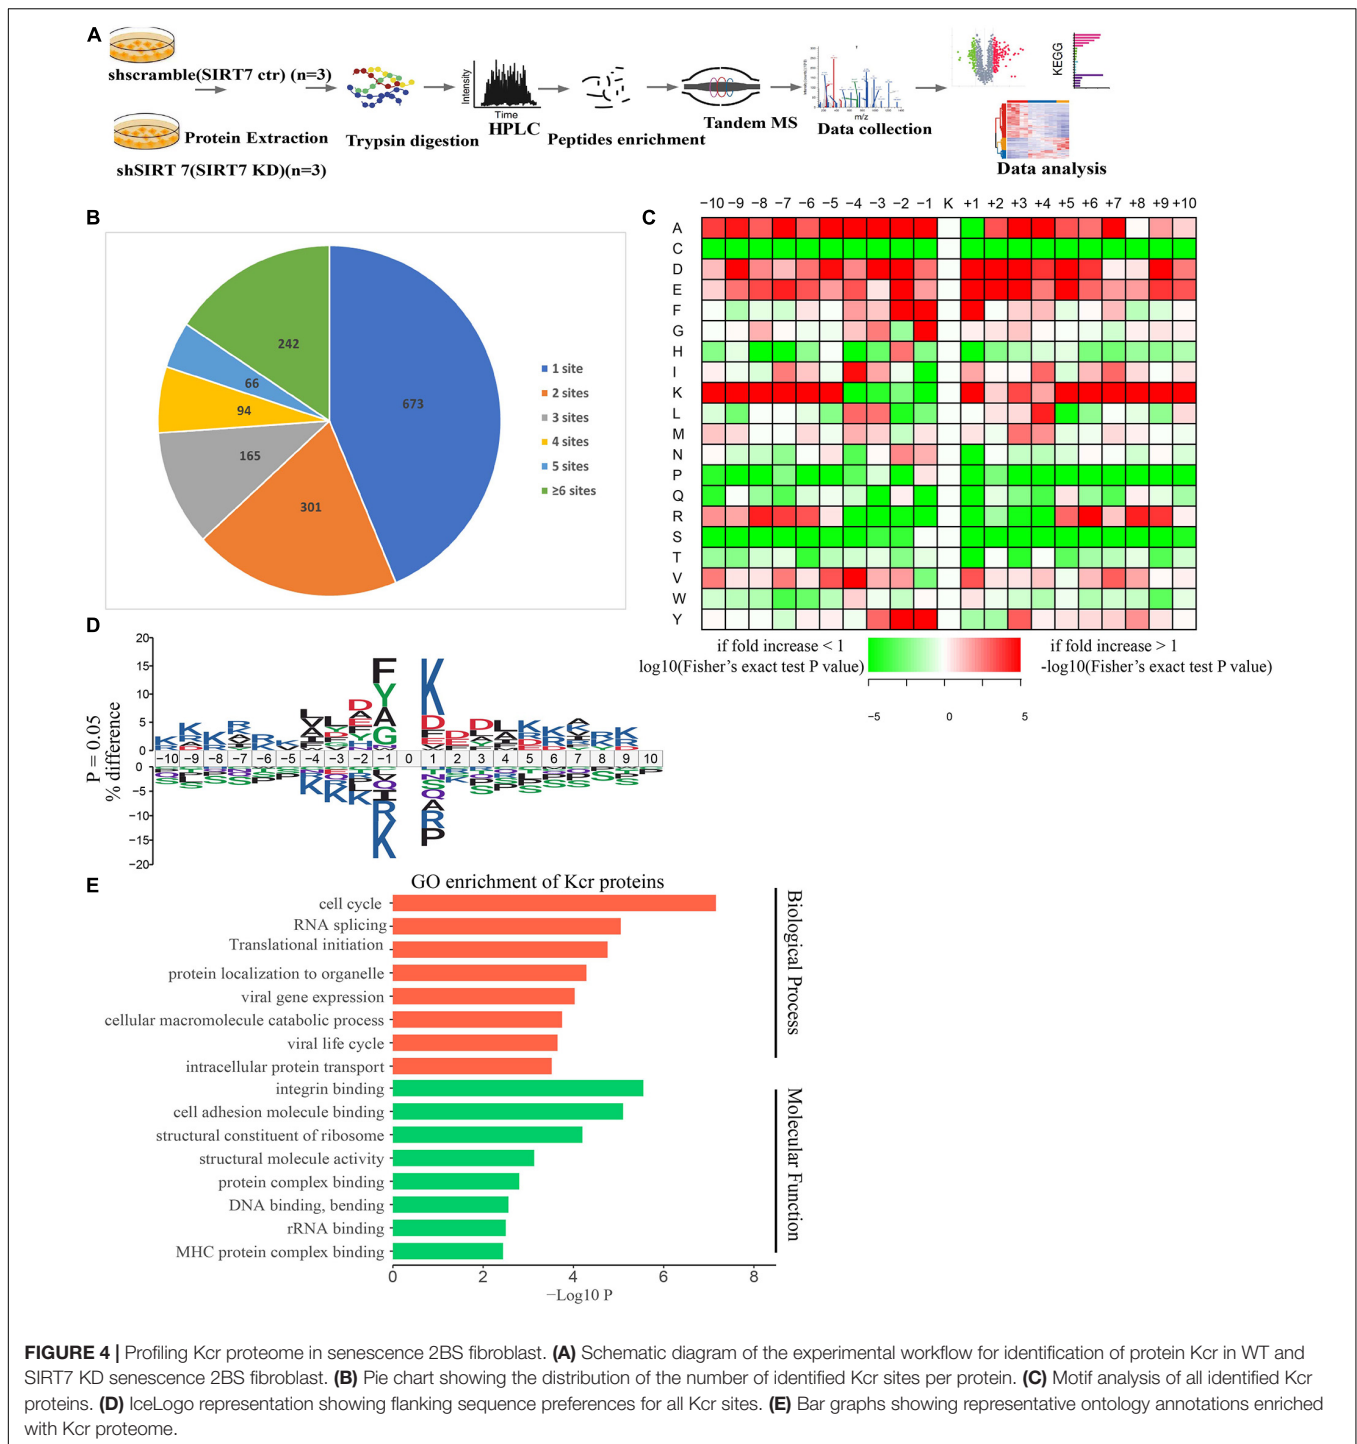 A
shscramble(SIRT7 ctr) (n=3)
Protein Extraction
shSIRT 7(SIRT7 KD)(n=3)
Trypsin digestion
Intensity
Time
HPLC
Peptides enrichment
Tandem MS
m/z
Data collection
KEGG
Data analysis
B
673
301
165
94
66
242
1 site
2 sites
3 sites
4 sites
5 sites
≥6 sites
C
−10 −9 −8 −7 −6 −5 −4 −3 −2 −1 K +1 +2 +3 +4 +5 +6 +7 +8 +9 +10
A
C
D
E
F
G
H
I
K
L
M
N
P
Q
R
S
T
V
W
Y
if fold increase < 1
log10(Fisher's exact test P value)
if fold increase > 1
-log10(Fisher's exact test P value)
−5 0 5
D
P = 0.05
% difference
20
15
10
5
0
−10 −9 −8 −7 −6 −5 −4 −3 −2 −1 0 1 2 3 4 5 6 7 8 9 10
0
−5
−10
−15
−20
E
GO enrichment of Kcr proteins
cell cycle
RNA splicing
Translational initiation
protein localization to organelle
viral gene expression
cellular macromolecule catabolic process
viral life cycle
intracellular protein transport
integrin binding
cell adhesion molecule binding
structural constituent of ribosome
structural molecule activity
protein complex binding
DNA binding, bending
rRNA binding
MHC protein complex binding
Biological Process
Molecular Function
0 2 4 6 8
−Log10 P
FIGURE 4 | Profiling Kcr proteome in senescence 2BS fibroblast. (A) Schematic diagram of the experimental workflow for identification of protein Kcr in WT and
SIRT7 KD senescence 2BS fibroblast. (B) Pie chart showing the distribution of the number of identified Kcr sites per protein. (C) Motif analysis of all identified Kcr
proteins. (D) IceLogo representation showing flanking sequence preferences for all Kcr sites. (E) Bar graphs showing representative ontology annotations enriched
with Kcr proteome.